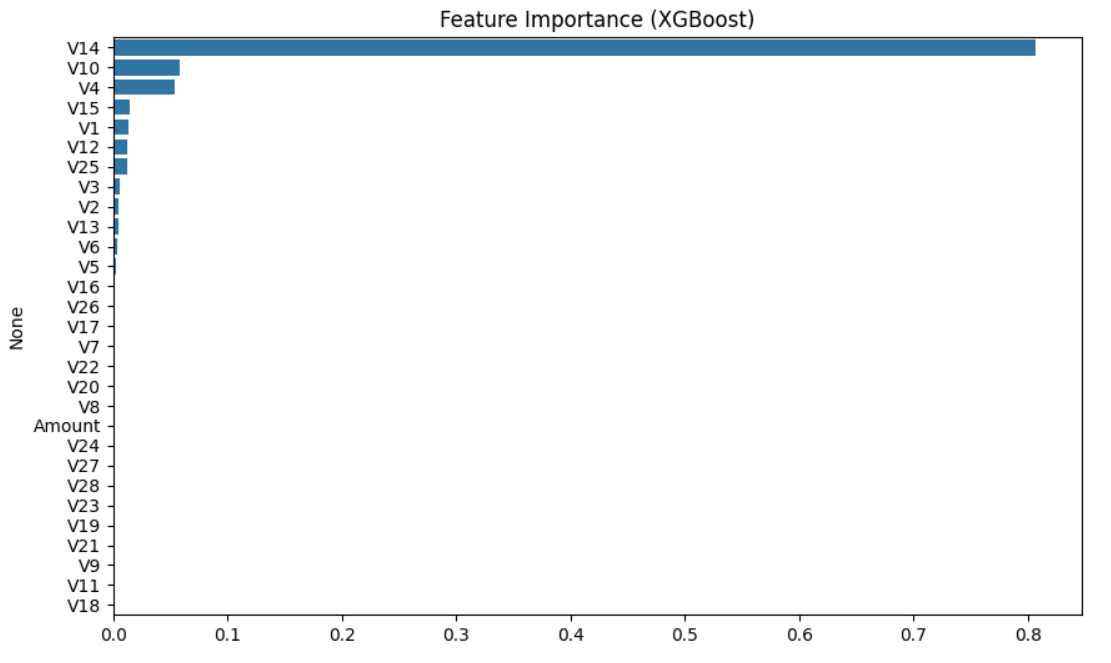 Feature Importance (XGBoost)
V14
V10
V4
V15
V1
V12
V25
V3
V2
V13
V6
V5
V16
V26
V17
V7
V22
V20
V8
Amount
V24
V27
V28
V23
V19
V21
V9
V11
V18
None
0.0 0.1 0.2 0.3 0.4 0.5 0.6 0.7 0.8